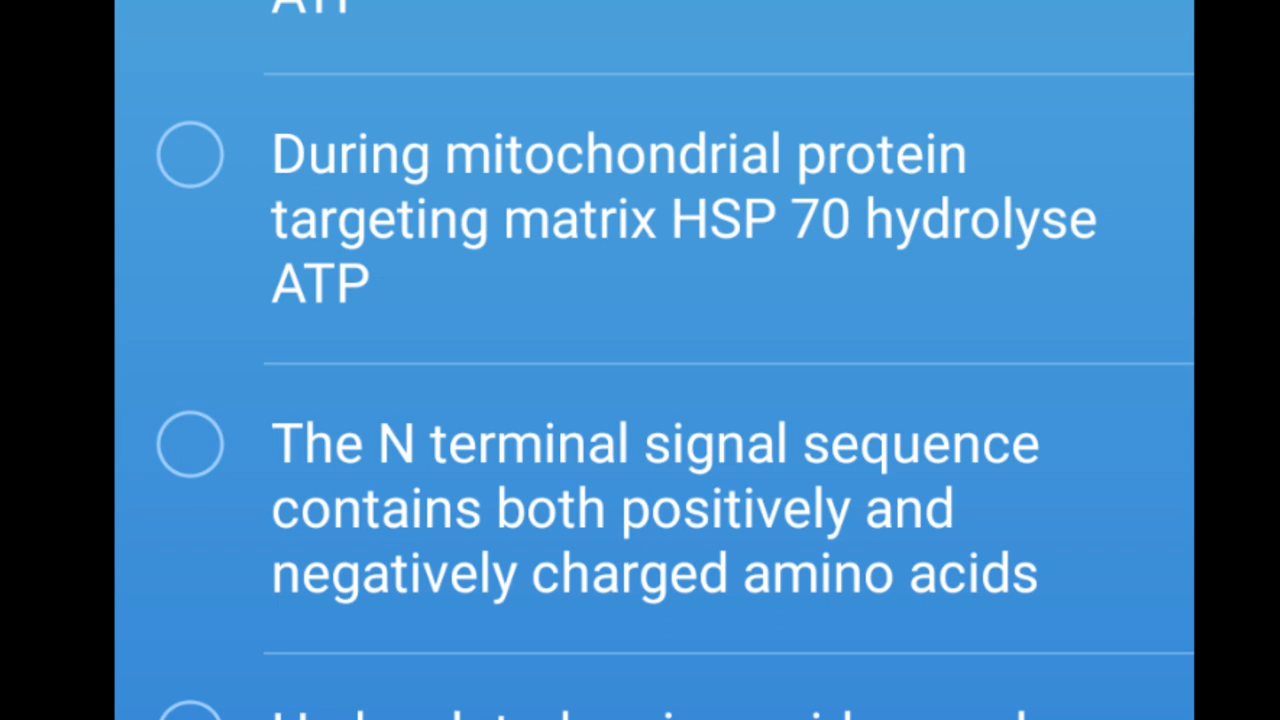 During mitochondrial protein
targeting matrix HSP 70 hydrolyse
ATP
The N terminal signal sequence
contains both positively and
negatively charged amino acids